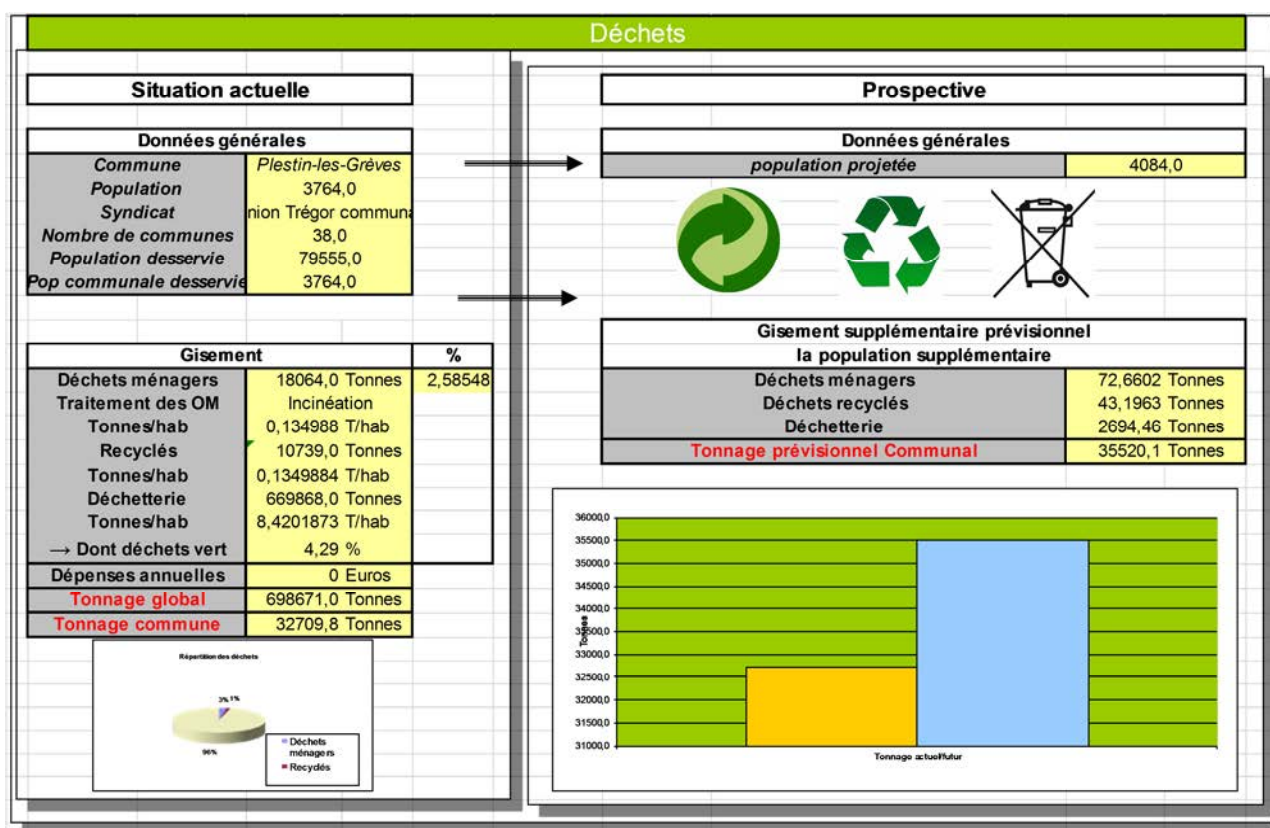 Déchets
Situation actuelle
Données générales
Commune Plestin-les-Grèves
Population 3764,0
Syndicat nion Trégor communa
Nombre de communes 38,0
Population desservie 79555,0
Pop communale desservie 3764,0
Gisement %
Déchets ménagers 18064,0 Tonnes 2,58548
Traitement des OM Incinéation
Tonnes/hab 0,134988 T/hab
Recyclés 10739,0 Tonnes
Tonnes/hab 0,1349884 T/hab
Déchetterie 669868,0 Tonnes
Tonnes/hab 8,4201873 T/hab
→ Dont déchets vert 4,29 %
Dépenses annuelles 0 Euros
Tonnage global 698671,0 Tonnes
Tonnage commune 32709,8 Tonnes
Répartition des déchets
3% 1%
96%
Déchets
ménagers
Recyclés
Prospective
Données générales
population projetée 4084,0
Gisement supplémentaire prévisionnel
la population supplémentaire
Déchets ménagers 72,6602 Tonnes
Déchets recyclés 43,1963 Tonnes
Déchetterie 2694,46 Tonnes
Tonnage prévisionnel Communal 35520,1 Tonnes
36000,0
35500,0
35000,0
34500,0
34000,0
33500,0
33000,0
32500,0
32000,0
31500,0
31000,0
Tonnes
Tonnage actuel/futur